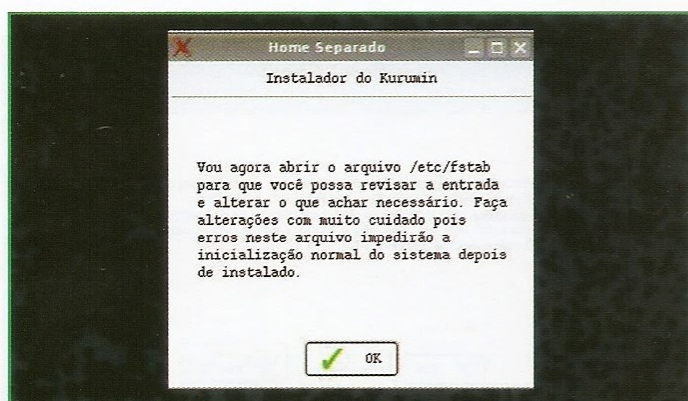 Home Separado
Instalador do Kurumin
Vou agora abrir o arquivo /etc/fstab
para que você possa revisar a entrada
e alterar o que achar necessário. Faça
alterações com muito cuidado pois
erros neste arquivo impedirão a
inicialização normal do sistema depois
de instalado.
OK